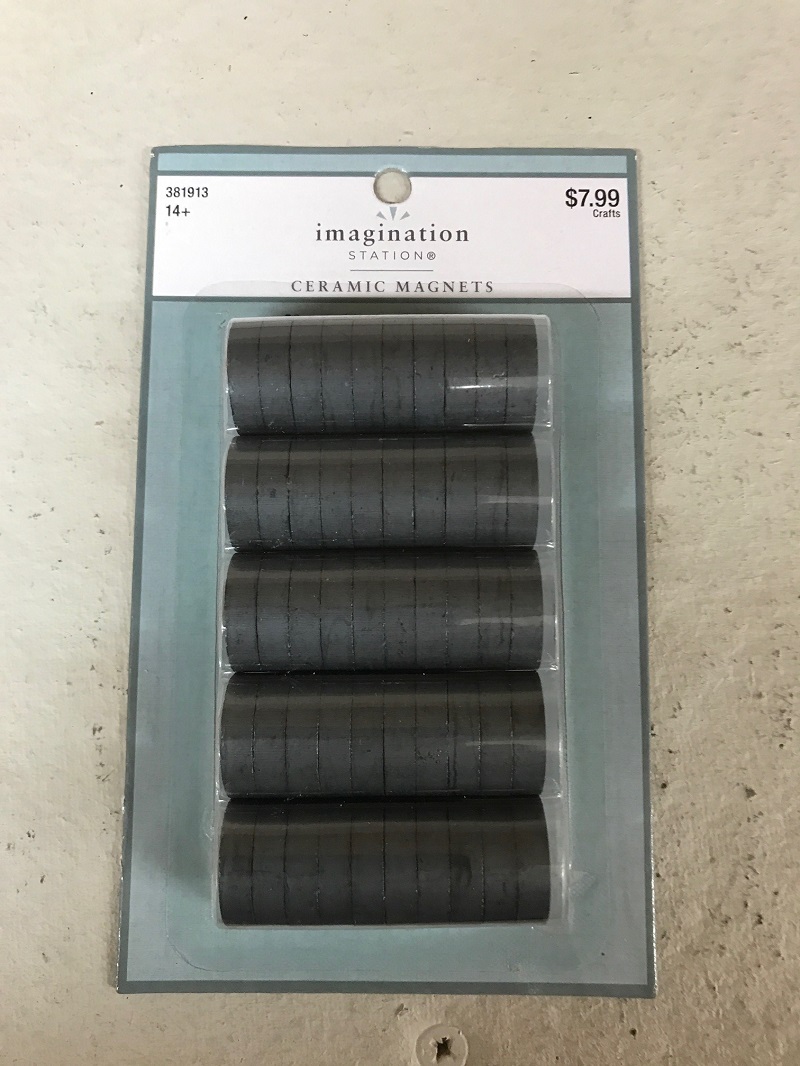 381913
14+
$7.99
Crafts
imagination
STATION®
CERAMIC MAGNETS